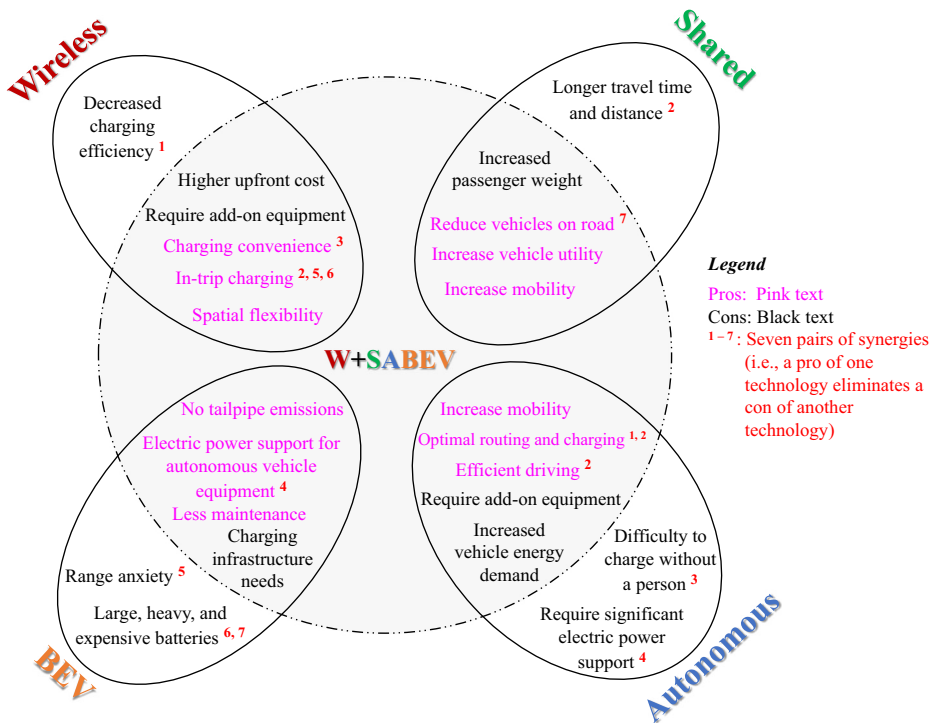 Wireless
Decreased
charging
efficiency 1
Higher upfront cost
Require add-on equipment
Charging convenience 3
In-trip charging 2, 5, 6
Spatial flexibility
Shared
Longer travel time
and distance 2
Increased
passenger weight
Reduce vehicles on road 7
Increase vehicle utility
Increase mobility
W+SABEV
No tailpipe emissions
Electric power support for
autonomous vehicle
equipment 4
Less maintenance
Charging
infrastructure
needs
Range anxiety 5
Large, heavy, and
expensive batteries 6, 7
BEV
Increase mobility
Optimal routing and charging 1, 2
Efficient driving 2
Require add-on equipment
Increased
vehicle energy
demand
Difficulty to
charge without
a person 3
Require significant
electric power
support 4
Autonomous
Legend
Pros: Pink text
Cons: Black text
1 – 7 : Seven pairs of synergies
(i.e., a pro of one
technology eliminates a
con of another
technology)